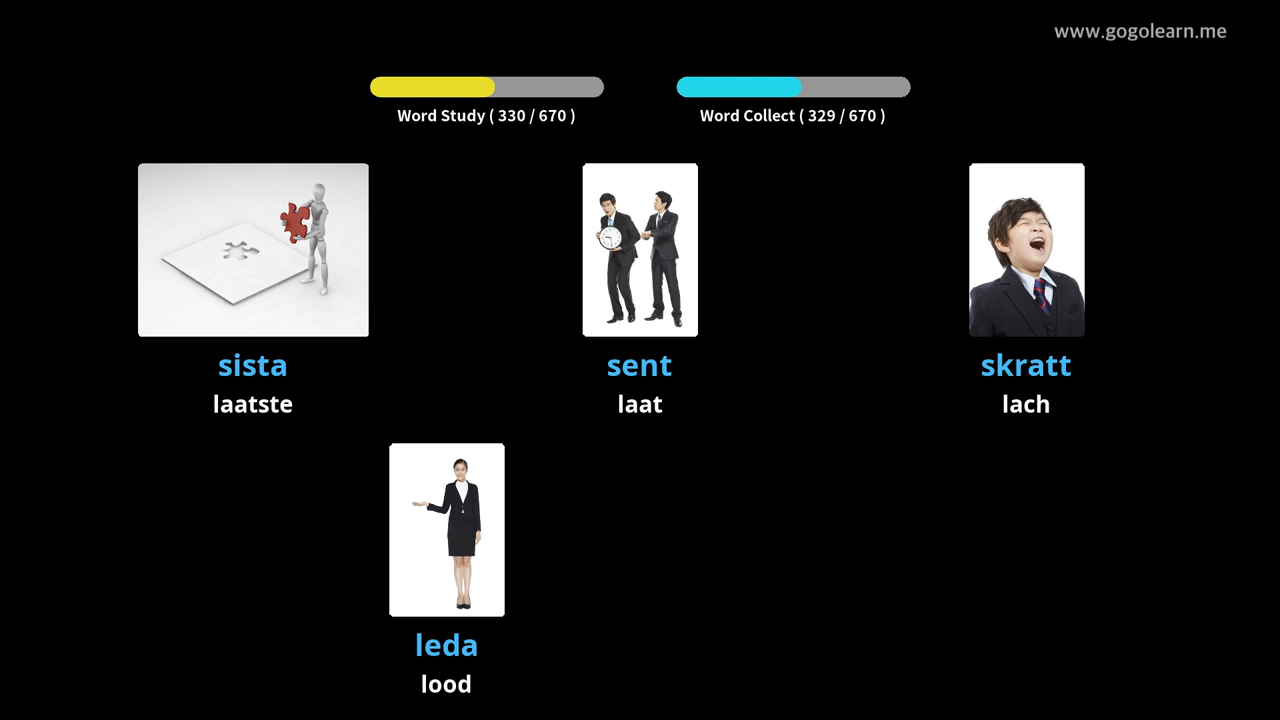 www.gogolearn.me
Word Study ( 330 / 670 )
Word Collect ( 329 / 670 )
sista
laatste
sent
laat
skratt
lach
leda
lood